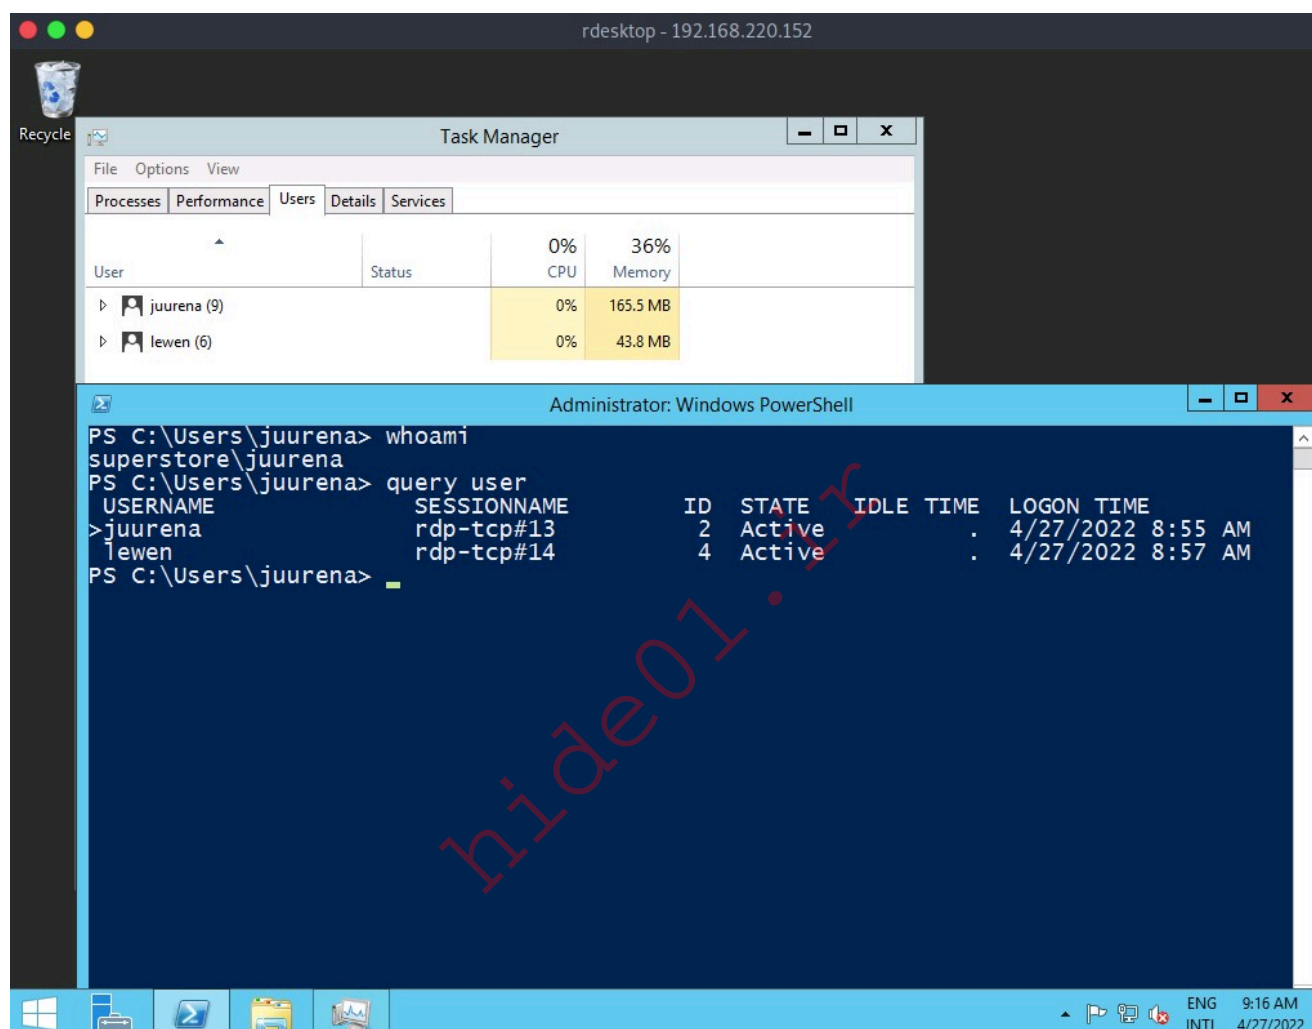 rdesktop - 192.168.220.152
Recycle
Task Manager
File Options View
Processes Performance Users Details Services
0% 36%
User Status CPU Memory
juurena (9) 0% 165.5 MB
lewen (6) 0% 43.8 MB
Administrator: Windows PowerShell
PS C:\Users\juurena> whoami
superstore\juurena
PS C:\Users\juurena> query user
USERNAME SESSIONNAME ID STATE IDLE TIME LOGON TIME
>juurena rdp-tcp#13 2 Active . 4/27/2022 8:55 AM
lewen rdp-tcp#14 4 Active . 4/27/2022 8:57 AM
PS C:\Users\juurena>
hide01.ir
ENG 9:16 AM
INTL 4/27/2022